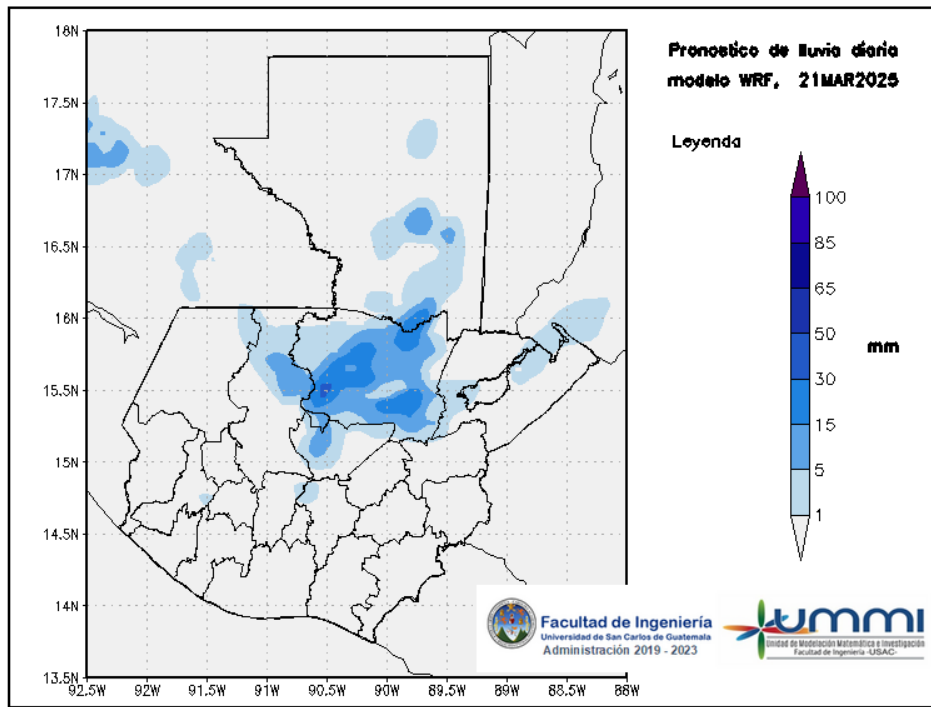 Pronostico de lluvia diaria
modelo WRF, 21MAR2025
Leyenda
100
85
65
50
30
15
5
1
mm
18N
17.5N
17N
16.5N
16N
15.5N
15N
14.5N
14N
13.5N
92.5W
92W
91.5W
91W
90.5W
90W
89.5W
89W
88.5W
88W
Facultad de Ingeniería
Universidad de San Carlos de Guatemala
Administración 2019 - 2023
UMMI
Unidad de Modelación Matemática e Investigación
Facultad de Ingeniería -USAC-